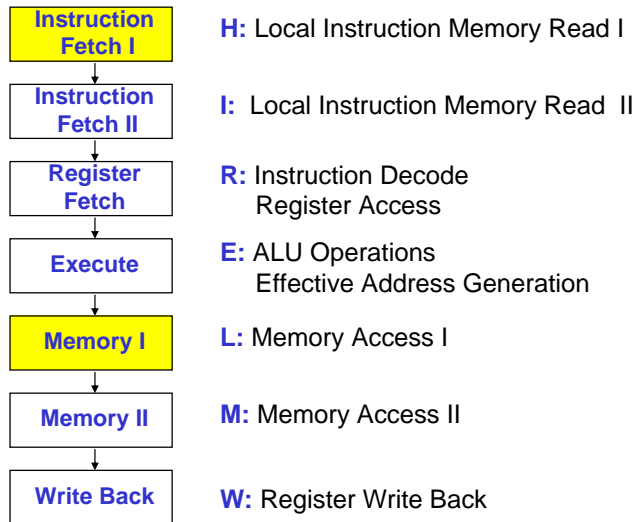 Instruction
Fetch I
H: Local Instruction Memory Read I
Instruction
Fetch II
I: Local Instruction Memory Read II
Register
Fetch
R: Instruction Decode
Register Access
Execute
E: ALU Operations
Effective Address Generation
Memory I
L: Memory Access I
Memory II
M: Memory Access II
Write Back
W: Register Write Back